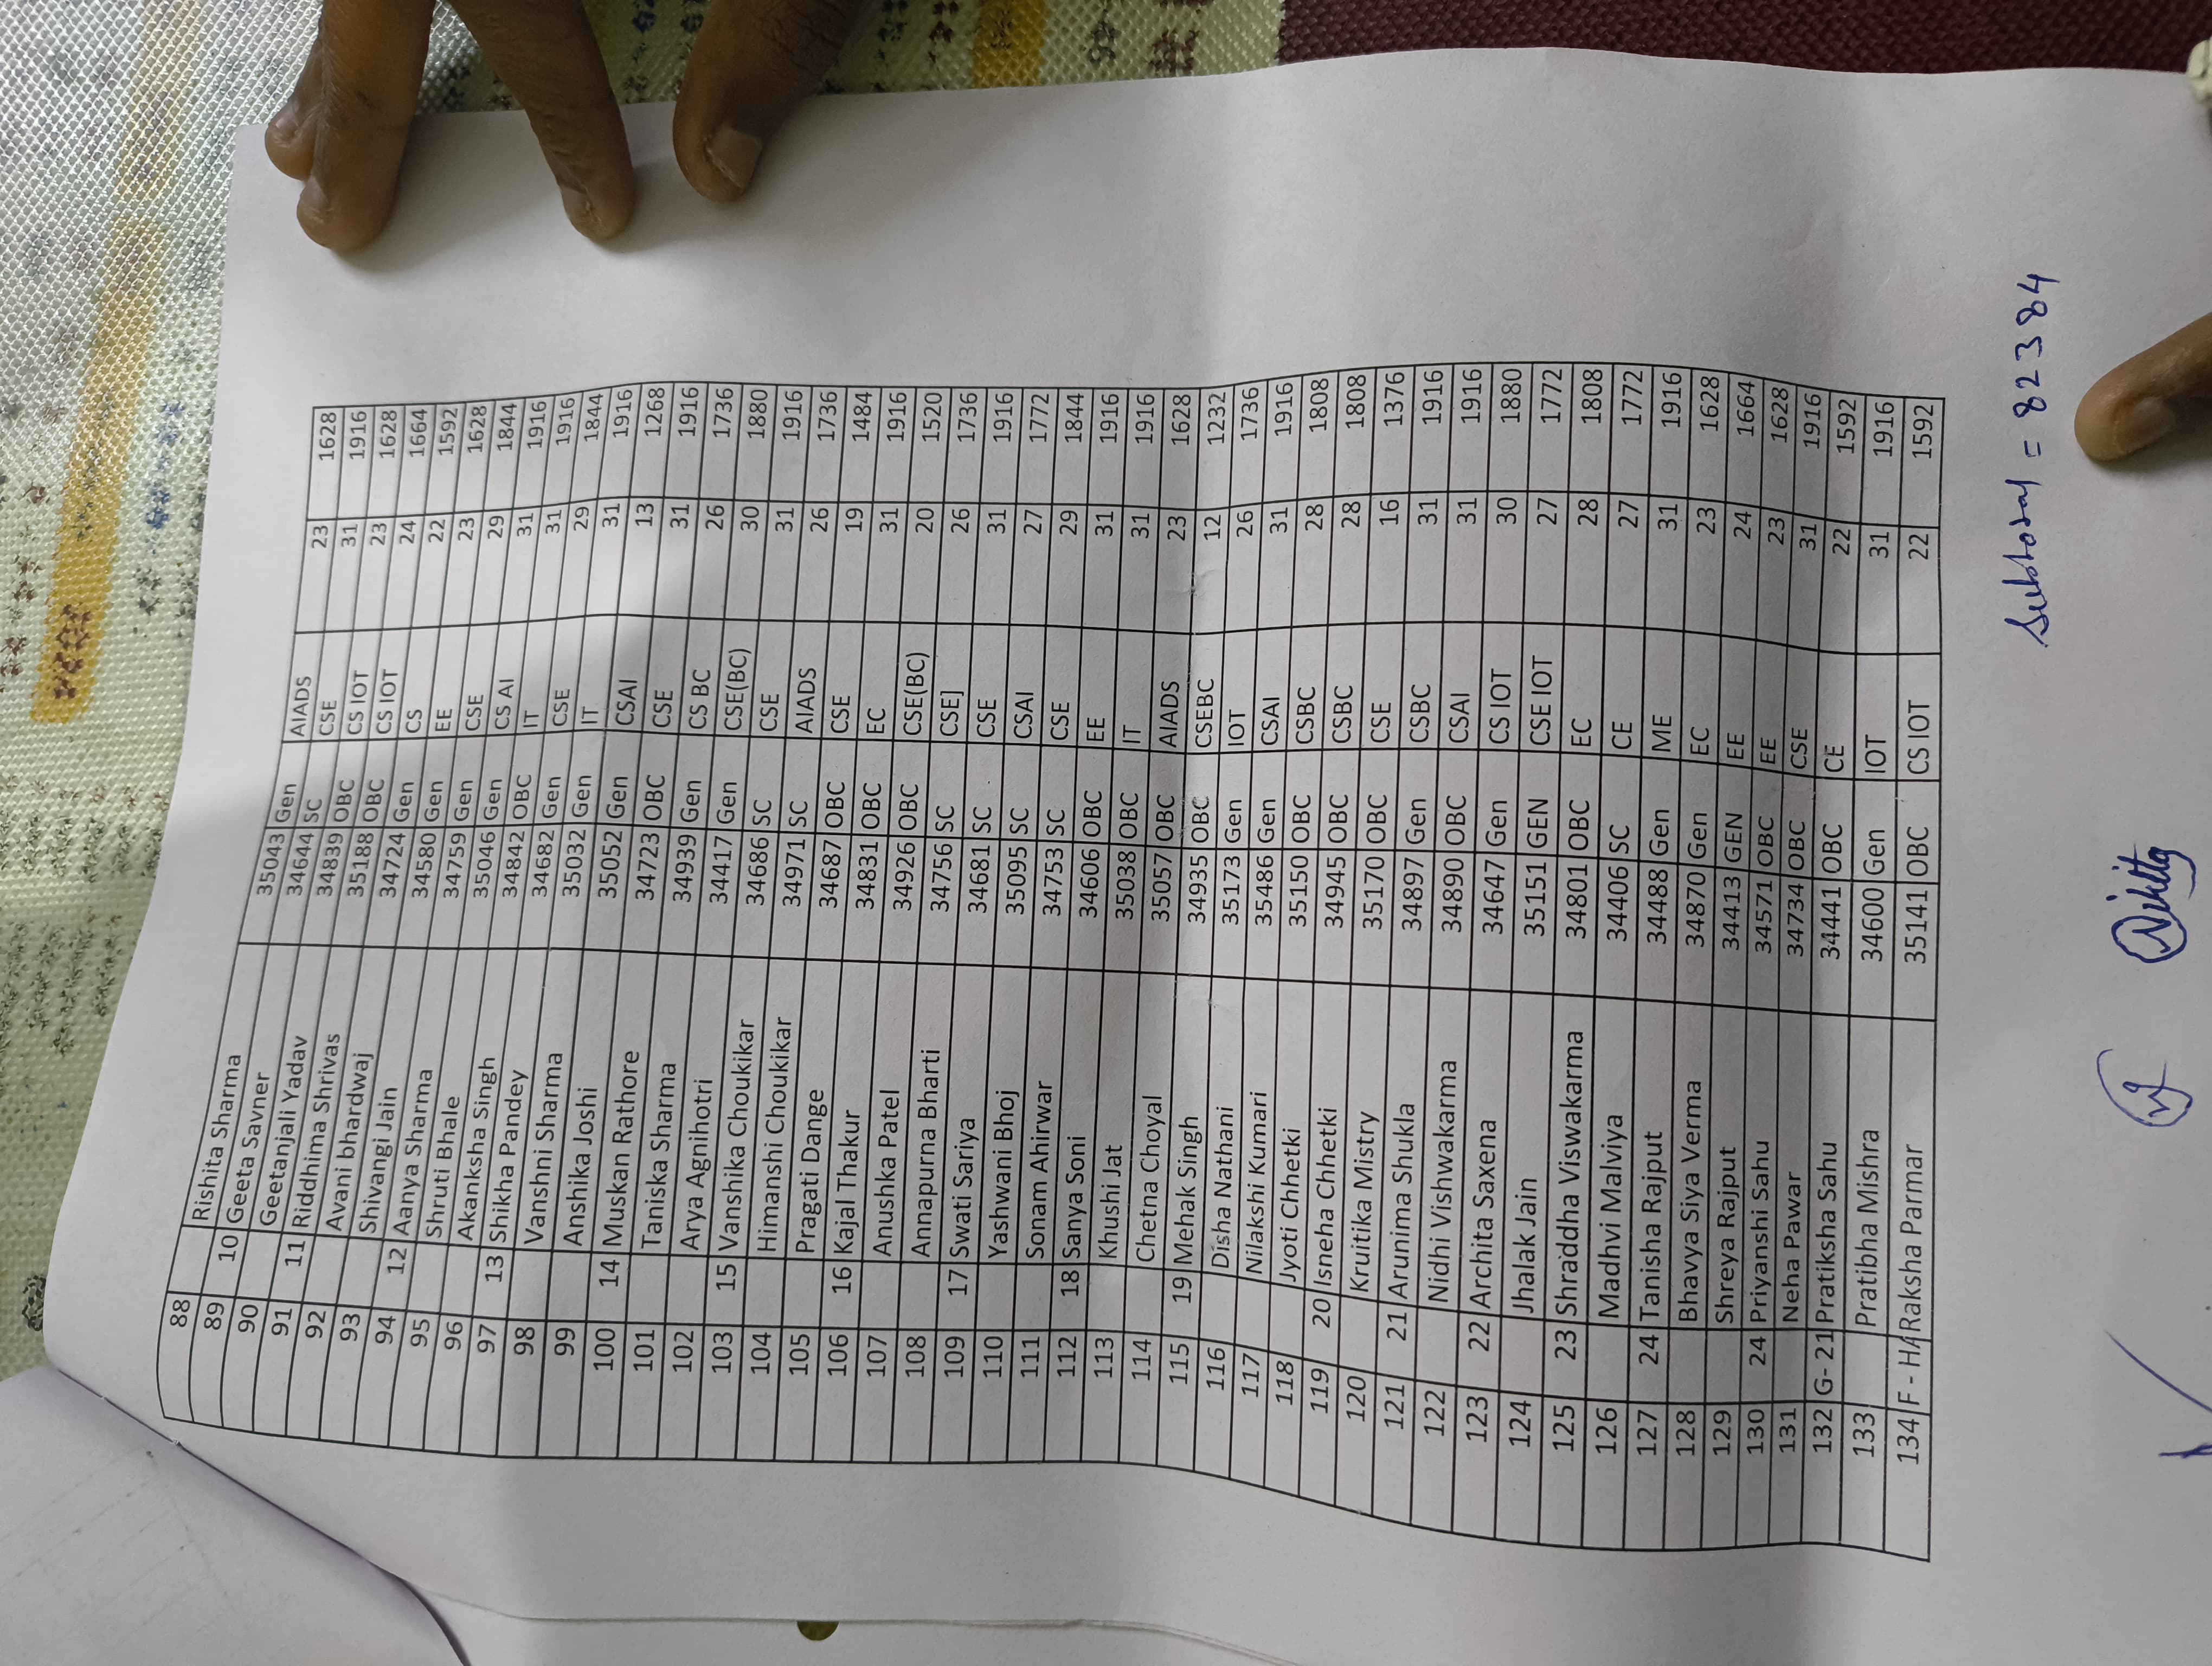 88 Rishita Sharma 35043 Gen AIADS 23 1628
89 10 Geeta Savner 34644 SC CSE 31 1916
90 Geetanjali Yadav 34839 OBC CS IOT 23 1628
91 11 Riddhima Shrivas 35188 OBC CS IOT 24 1664
92 Avani bhardwaj 34724 Gen CS 22 1592
93 Shivangi Jain 34580 Gen EE 23 1628
94 12 Aanya Sharma 34759 Gen CSE 29 1844
95 Shruti Bhale 35046 Gen CS AI 31 1916
96 Akanksha Singh 34842 OBC IT 31 1916
97 13 Shikha Pandey 34682 Gen CSE 29 1844
98 Vanshni Sharma 35032 Gen IT 31 1916
99 Anshika Joshi 35052 Gen CSAI 13 1268
100 14 Muskan Rathore 34723 OBC CSE 31 1916
101 Taniska Sharma 34939 Gen CS BC 26 1736
102 Arya Agnihotri 34417 Gen CSE(BC) 30 1880
103 15 Vanshika Choukikar 34686 SC CSE 31 1916
104 Himanshi Choukikar 34971 SC AIADS 26 1736
105 Pragati Dange 34687 OBC CSE 19 1484
106 16 Kajal Thakur 34831 OBC EC 31 1916
107 Anushka Patel 34926 OBC CSE(BC) 20 1520
108 Annapurna Bharti 34756 SC CSE] 26 1736
109 17 Swati Sariya 34681 SC CSE 31 1916
110 Yashwani Bhoj 35095 SC CSAI 27 1772
111 Sonam Ahirwar 34753 SC CSE 29 1844
112 18 Sanya Soni 34606 OBC EE 31 1916
113 Khushi Jat 35038 OBC IT 31 1916
114 Chetna Choyal 35057 OBC AIADS 23 1628
115 19 Mehak Singh 34935 OBC CSEBC 12 1232
116 Disha Nathani 35173 Gen IOT 26 1736
117 Nilakshi Kumari 35486 Gen CSAI 31 1916
118 Jyoti Chhetki 35150 OBC CSBC 28 1808
119 20 Isneha Chhetki 34945 OBC CSBC 28 1808
120 Kruitika Mistry 35170 OBC CSE 16 1376
121 21 Arunima Shukla 34897 Gen CSBC 31 1916
122 Nidhi Vishwakarma 34890 OBC CSAI 31 1916
123 22 Archita Saxena 34647 Gen CS IOT 30 1880
124 Jhalak Jain 35151 GEN CSE IOT 27 1772
125 23 Shraddha Viswakarma 34801 OBC EC 28 1808
126 Madhvi Malviya 34406 SC CE 27 1772
127 24 Tanisha Rajput 34488 Gen ME 31 1916
128 Bhavya Siya Verma 34870 Gen EC 23 1628
129 Shreya Rajput 34413 GEN EE 24 1664
130 24 Priyanshi Sahu 34571 OBC EE 23 1628
131 Neha Pawar 34734 OBC CSE 31 1916
132 G- 21 Pratiksha Sahu 34441 OBC CE 22 1592
133 Pratibha Mishra 34600 Gen IOT 31 1916
134 F - HA Raksha Parmar 35141 OBC CS IOT 22 1592
Subtotal = 82384